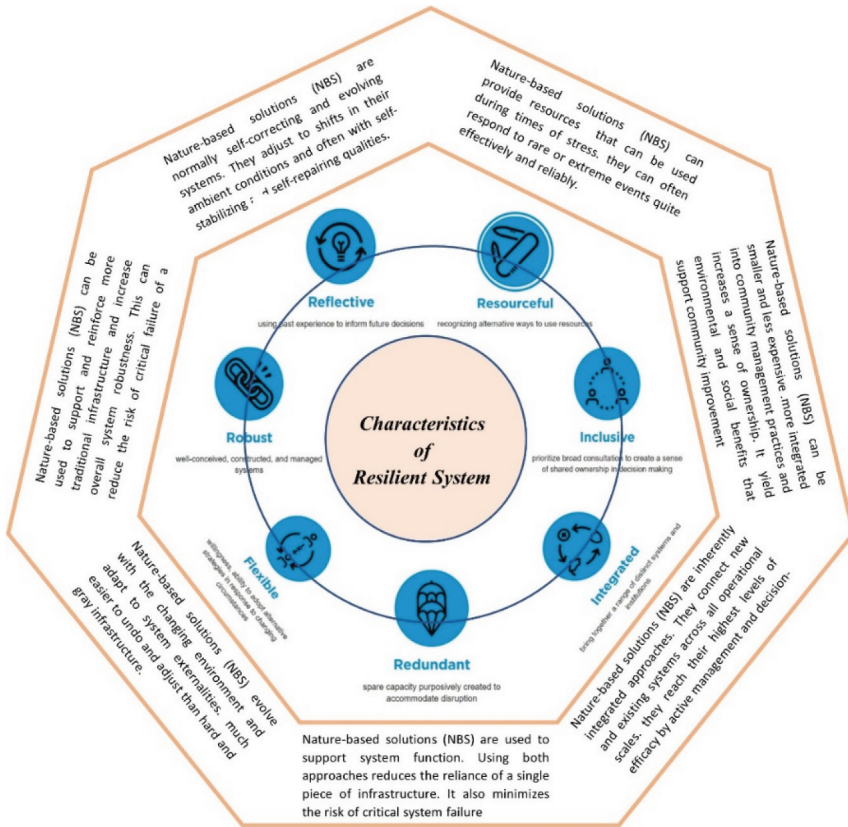 Nature-based solutions (NBS) are
normally self-correcting and evolving
systems. They adjust to shifts in their
ambient conditions and often with self-
stabilizing self-repairing qualities.
Nature-based solutions (NBS) can
provide resources that can be used
during times of stress. they can often
respond to rare or extreme events quite
effectively and reliably.
Nature-based solutions (NBS) can be
smaller and less expensive .more integrated
into community management practices and
increases a sense of ownership. It yield
environmental and social benefits that
support community improvement
Nature-based solutions (NBS) are inherently
integrated approaches. They connect new
and existing systems across all operational
scales. they reach their highest levels of
efficacy by active management and decision-
Nature-based solutions (NBS) are used to
support system function. Using both
approaches reduces the reliance of a single
piece of infrastructure. It also minimizes
the risk of critical system failure
Nature-based solutions (NBS) evolve
with the changing environment and
adapt to system externalities. much
easier to undo and adjust than hard and
gray infrastructure.
Nature-based solutions (NBS) can be
used to support and reinforce more
traditional infrastructure and increase
overall system robustness. This can
reduce the risk of critical failure of a
Reflective
using past experience to inform future decisions
Resourceful
recognizing alternative ways to use resources
Inclusive
prioritize broad consultation to create a sense
of shared ownership in decision making
Integrated
bring together a range of distinct systems and
institutions
Redundant
spare capacity purposively created to
accommodate disruption
Flexible
willingness, ability to adopt alternative
strategies in response to changing
circumstances
Robust
well-conceived, constructed, and managed
systems
Characteristics
of
Resilient System